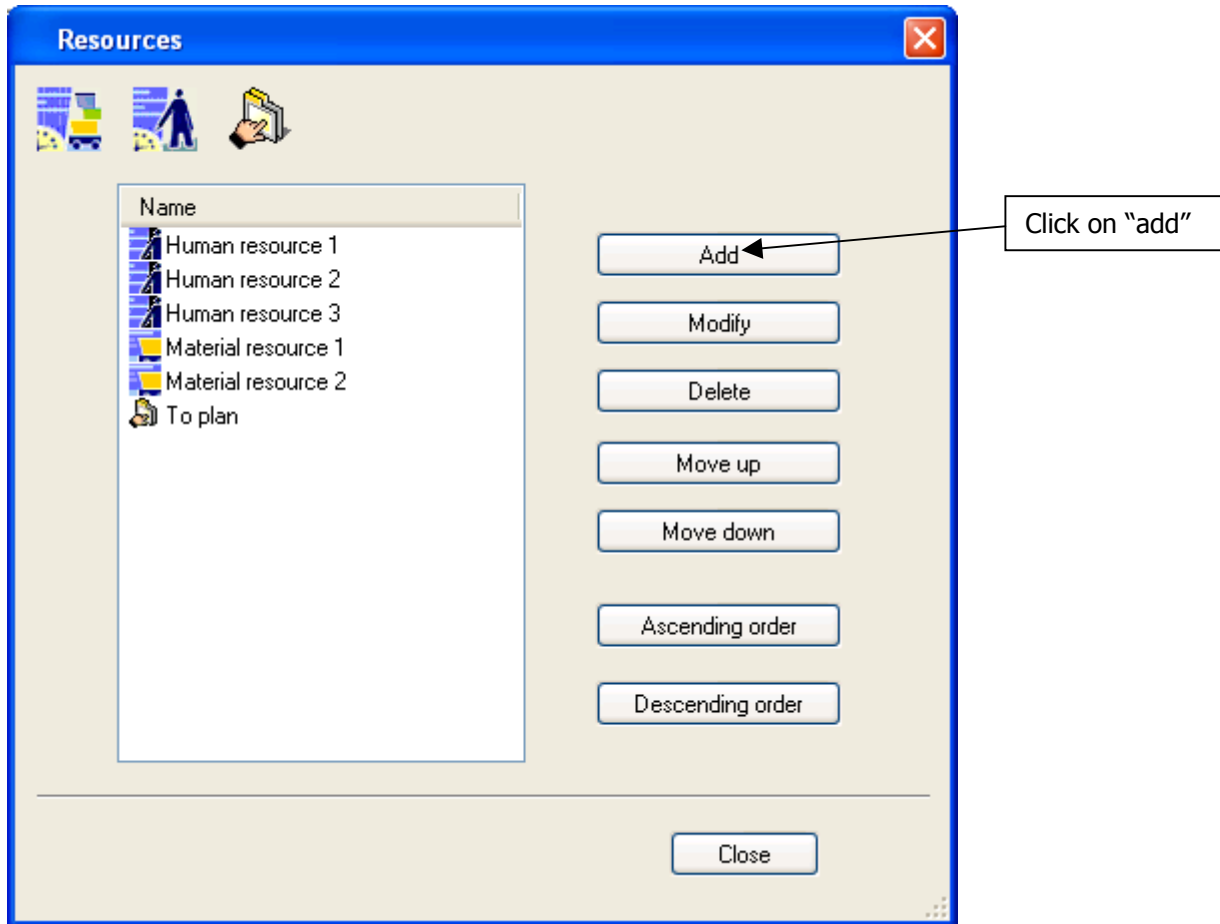 Resources
Name
Human resource 1
Human resource 2
Human resource 3
Material resource 1
Material resource 2
To plan
Add
Modify
Delete
Move up
Move down
Ascending order
Descending order
Close
Click on “add”